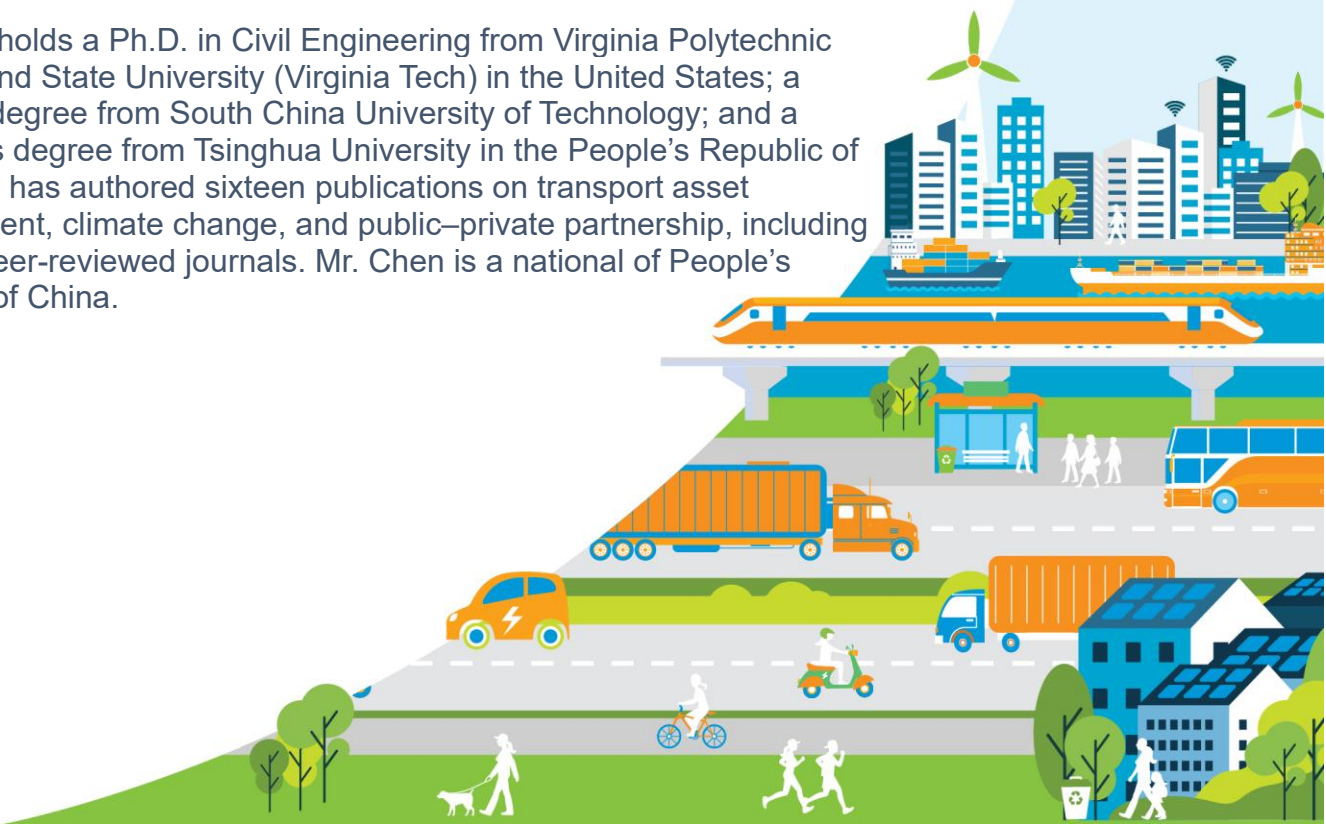 holds a Ph.D. in Civil Engineering from Virginia Polytechnic
nd State University (Virginia Tech) in the United States; a
degree from South China University of Technology; and a
s degree from Tsinghua University in the People’s Republic of
has authored sixteen publications on transport asset
ent, climate change, and public–private partnership, including
eer-reviewed journals. Mr. Chen is a national of People’s
of China.